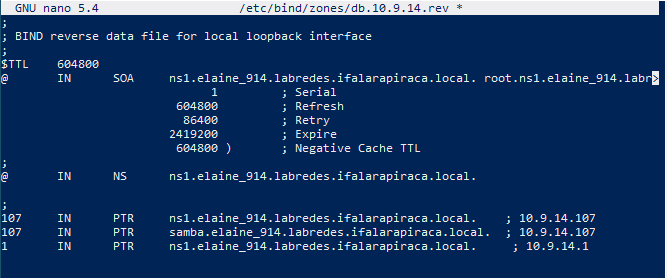 GNU nano 5.4 /etc/bind/zones/db.10.9.14.rev *
;
; BIND reverse data file for local loopback interface
;
$TTL 604800
@ IN SOA ns1.elaine_914.labredes.ifalarapiraca.local. root.ns1.elaine_914.labr>
1 ; Serial
604800 ; Refresh
86400 ; Retry
2419200 ; Expire
604800 ) ; Negative Cache TTL
;
@ IN NS ns1.elaine_914.labredes.ifalarapiraca.local.
;
107 IN PTR ns1.elaine_914.labredes.ifalarapiraca.local. ; 10.9.14.107
107 IN PTR samba.elaine_914.labredes.ifalarapiraca.local. ; 10.9.14.107
1 IN PTR ns1.elaine_914.labredes.ifalarapiraca.local. ; 10.9.14.1